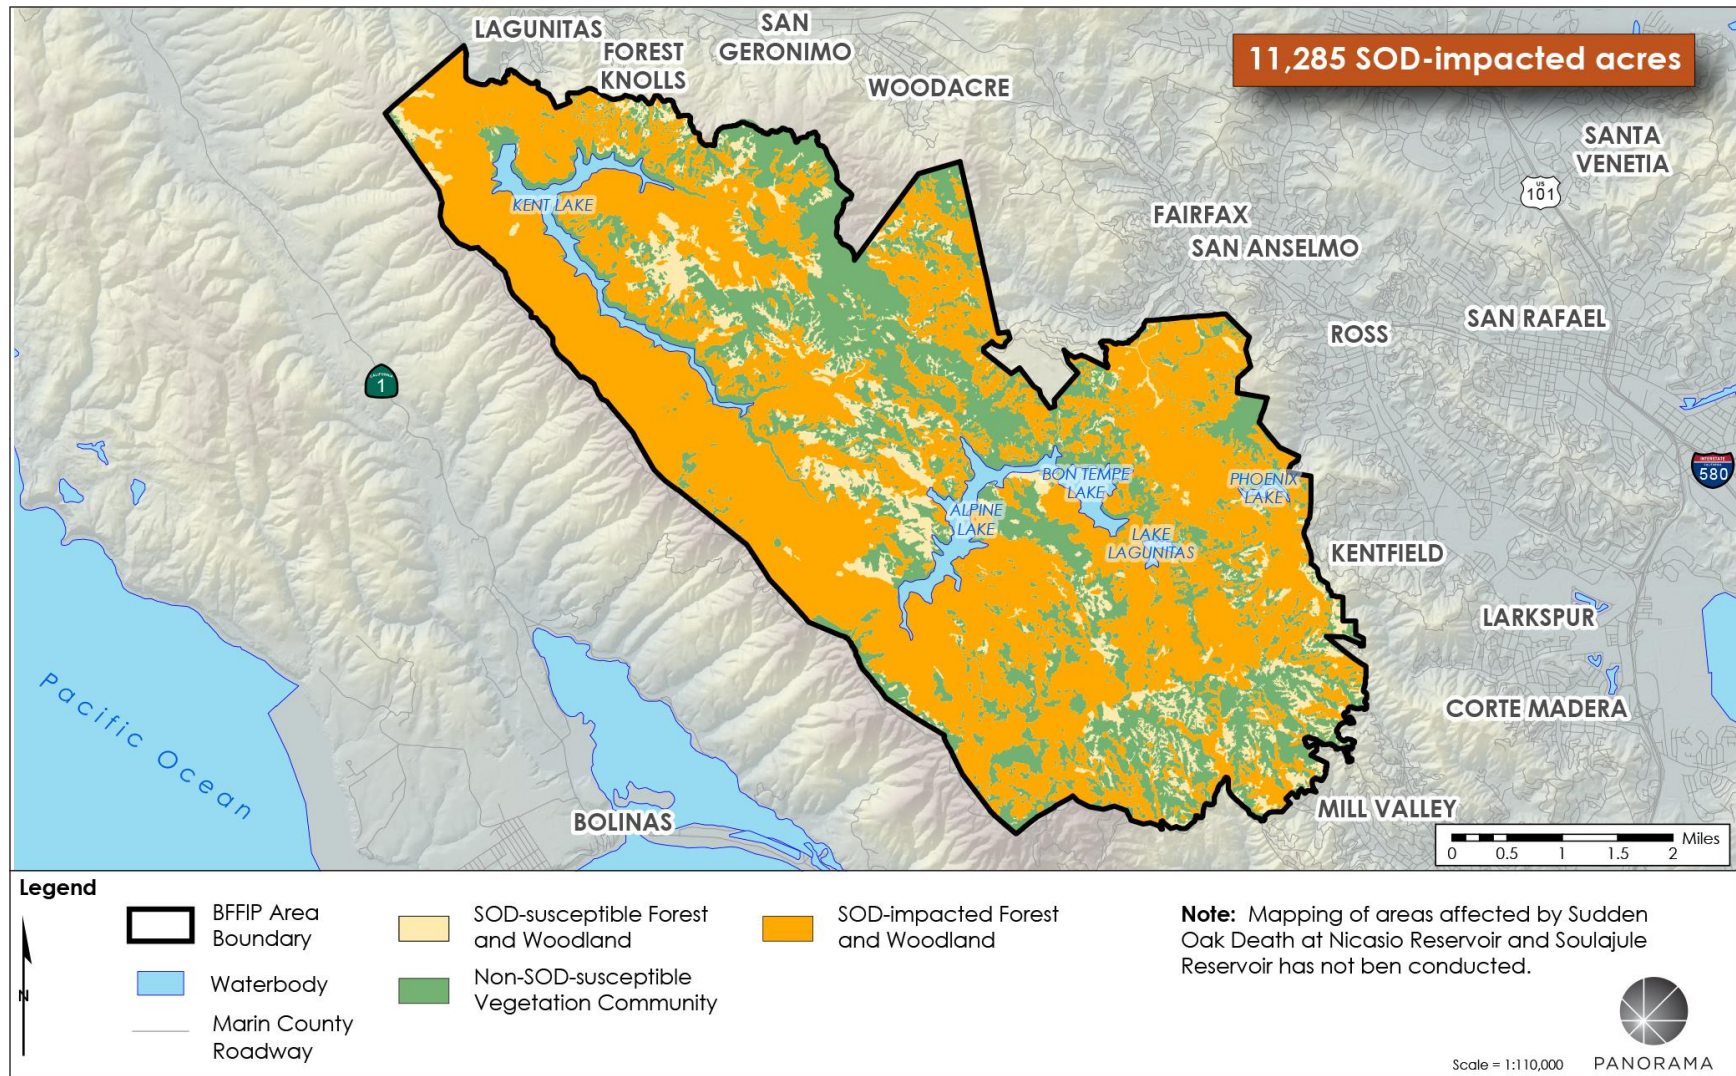 LAGUNITAS
SAN
GERONIMO
FOREST
KNOLLS
WOODACRE
11,285 SOD-impacted acres
SANTA
VENETIA
US
101
KENT LAKE
FAIRFAX
SAN ANSELMO
SAN RAFAEL
ROSS
CALIFORNIA
1
BON TEMPE
LAKE
PHOENIX
LAKE
INTERSTATE
CALIFORNIA
580
ALPINE
LAKE
LAKE
LAGUNITAS
KENTFIELD
LARKSPUR
CORTE MADERA
Pacific Ocean
BOLINAS
MILL VALLEY
Miles
0 0.5 1 2
Legend
N
BFFIP Area
Boundary
Waterbody
Marin County
Roadway
SOD-susceptible Forest
and Woodland
Non-SOD-susceptible
Vegetation Community
SOD-impacted Forest
and Woodland
Note: Mapping of areas affected by Sudden
Oak Death at Nicasio Reservoir and Soulajule
Reservoir has not ben conducted.
Scale = 1:110,000
PANORAMA